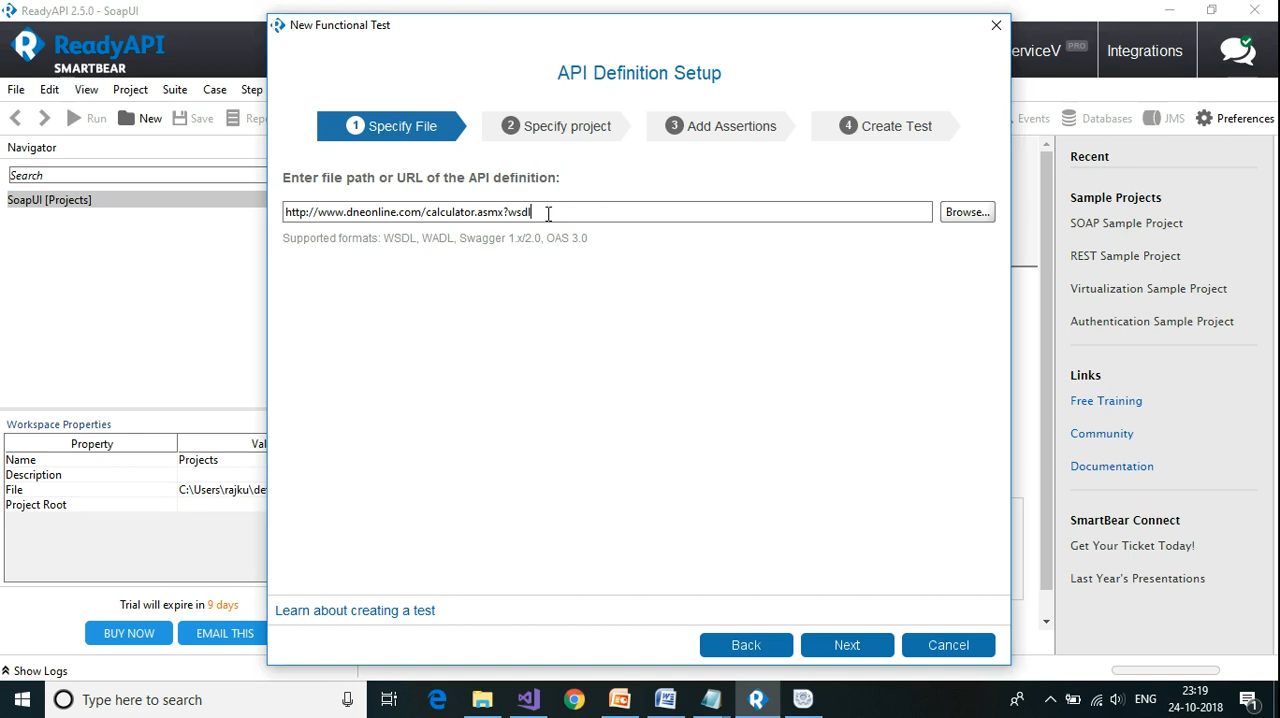 ReadyAPI 2.5.0 - SoapUI
ReadyAPI
SMARTBEAR
File Edit View Project Suite Case Step
Run New Save Repo
Navigator
Search
SoapUI [Projects]
Workspace Properties
Property Val
Name Projects
Description
File C:\Users\rajku\de
Project Root
Trial will expire in 9 days
BUY NOW EMAIL THIS
Show Logs
New Functional Test
API Definition Setup
1 Specify File 2 Specify project 3 Add Assertions 4 Create Test
Enter file path or URL of the API definition:
http://www.dneonline.com/calculator.asmx?wsdl Browse...
Supported formats: WSDL, WADL, Swagger 1.x/2.0, OAS 3.0
Learn about creating a test
Back Next Cancel
erviceV PRO Integrations
Events Databases JMS Preferences
Recent
Sample Projects
SOAP Sample Project
REST Sample Project
Virtualization Sample Project
Authentication Sample Project
Links
Free Training
Community
Documentation
SmartBear Connect
Get Your Ticket Today!
Last Year's Presentations
Type here to search
ENG
23:19
24-10-2018
1